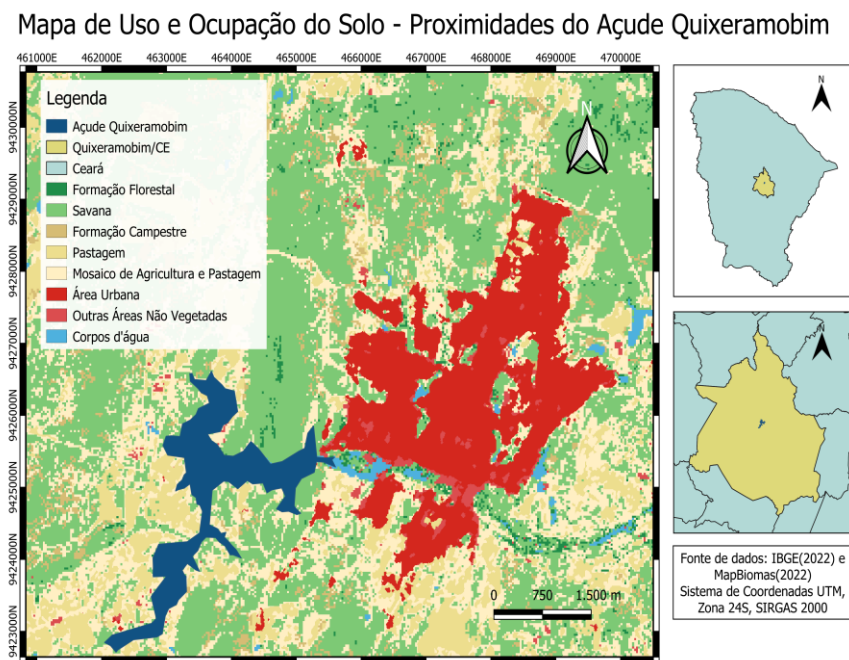 Mapa de Uso e Ocupação do Solo - Proximidades do Açude Quixeramobim
461000E 462000E 463000E 464000E 465000E 466000E 467000E 468000E 469000E 470000E
9430000N
9429000N
9428000N
9427000N
9426000N
9425000N
9424000N
9423000N
Legenda
Açude Quixeramobim
Quixeramobim/CE
Ceará
Formação Florestal
Savana
Formação Campestre
Pastagem
Mosaico de Agricultura e Pastagem
Área Urbana
Outras Áreas Não Vegetadas
Corpos d'água
N
0 750 1.500 m
N
N
Fonte de dados: IBGE(2022) e
MapBiomas(2022)
Sistema de Coordenadas UTM,
Zona 24S, SIRGAS 2000